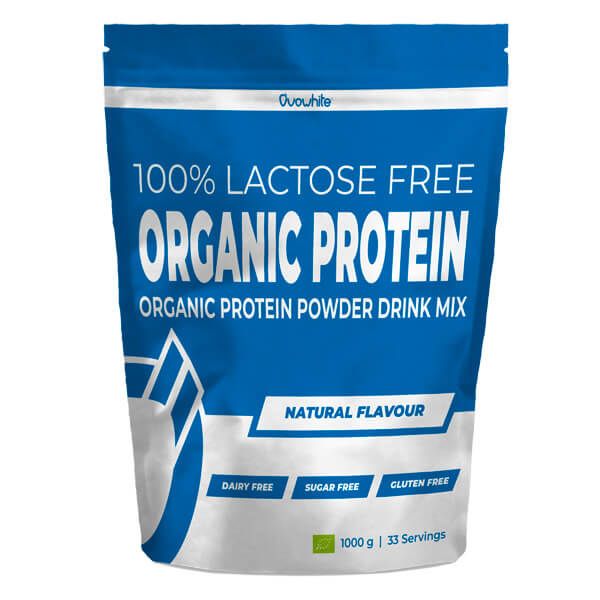 Ovowhite®
100% LACTOSE FREE
ORGANIC PROTEIN
ORGANIC PROTEIN POWDER DRINK MIX
NATURAL FLAVOUR
DAIRY FREE SUGAR FREE GLUTEN FREE
1000 g | 33 Servings